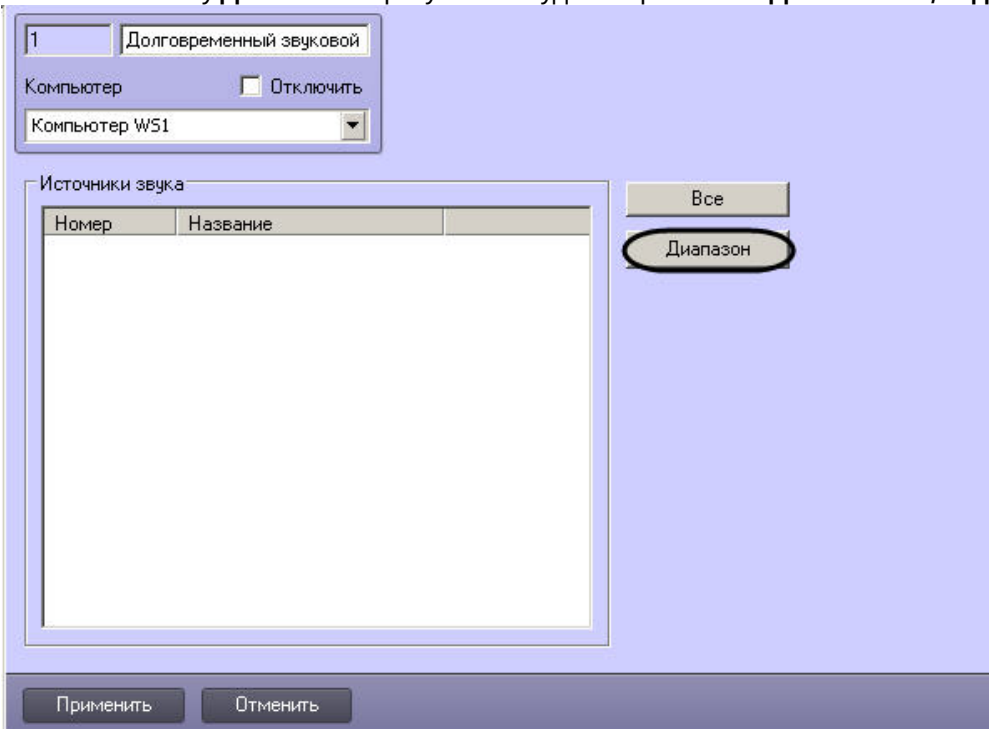 1 Долговременный звуковой
Компьютер Отключить
Компьютер WS1
Источники звука
Все
Номер Название
Диапазон
Применить Отменить